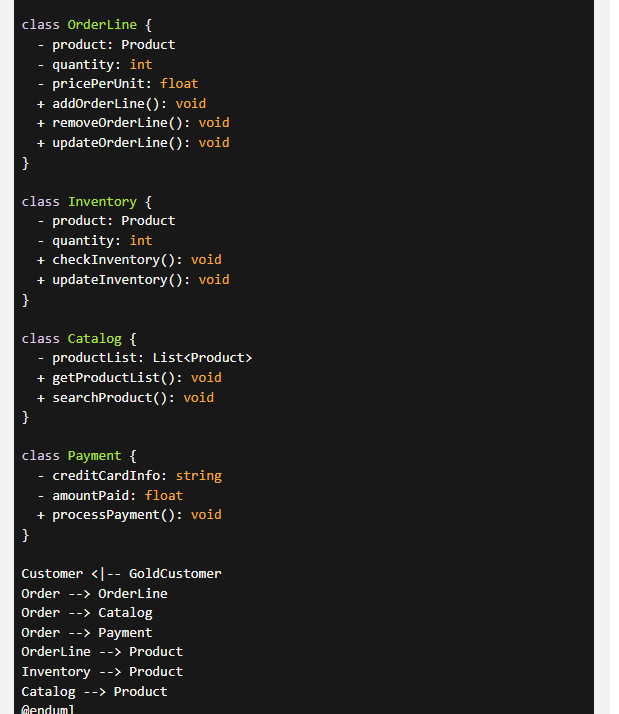 class OrderLine {
  - product: Product
  - quantity: int
  - pricePerUnit: float
  + addOrderLine(): void
  + removeOrderLine(): void
  + updateOrderLine(): void
}

class Inventory {
  - product: Product
  - quantity: int
  + checkInventory(): void
  + updateInventory(): void
}

class Catalog {
  - productList: List<Product>
  + getProductList(): void
  + searchProduct(): void
}

class Payment {
  - creditCardInfo: string
  - amountPaid: float
  + processPayment(): void
}

Customer <|-- GoldCustomer
Order --> OrderLine
Order --> Catalog
Order --> Payment
OrderLine --> Product
Inventory --> Product
Catalog --> Product
@enduml